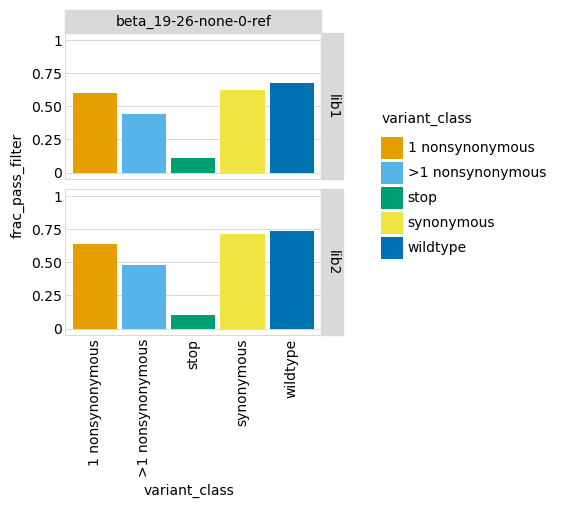 beta_19-26-none-0-ref
1
0.75
0.50
0.25
0
lib1
1
0.75
0.50
0.25
0
lib2
frac_pass_filter
1 nonsynonymous
>1 nonsynonymous
stop
synonymous
wildtype
variant_class
variant_class
1 nonsynonymous
>1 nonsynonymous
stop
synonymous
wildtype